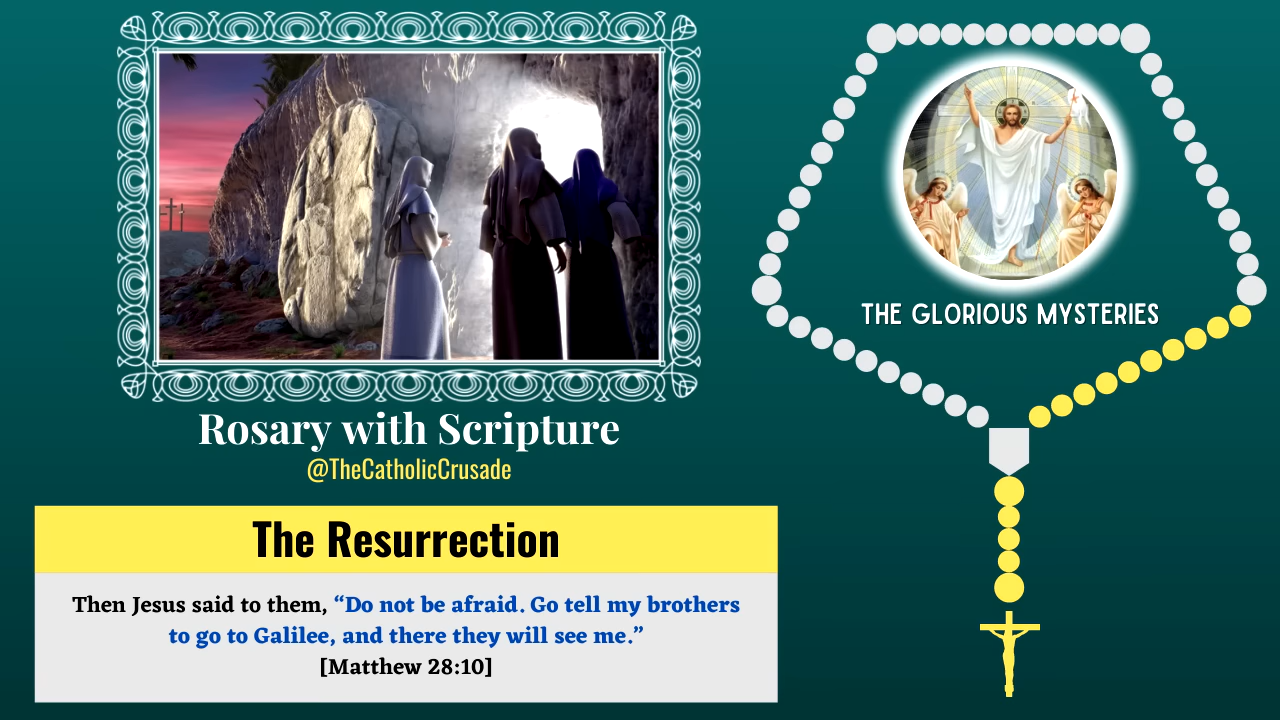 Rosary with Scripture
@TheCatholicCrusade
The Resurrection
Then Jesus said to them, “Do not be afraid. Go tell my brothers
to go to Galilee, and there they will see me.”
[Matthew 28:10]
THE GLORIOUS MYSTERIES